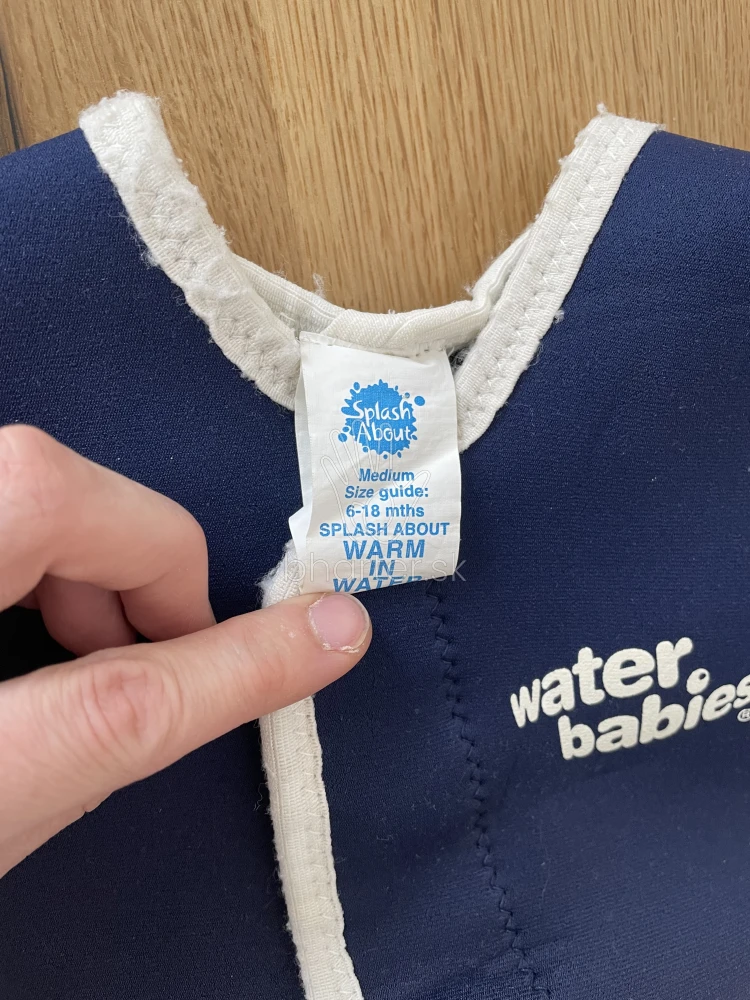 Splash
About
Medium
Size guide:
6-18 mths
SPLASH ABOUT
WARM
IN
WATER
water
babies